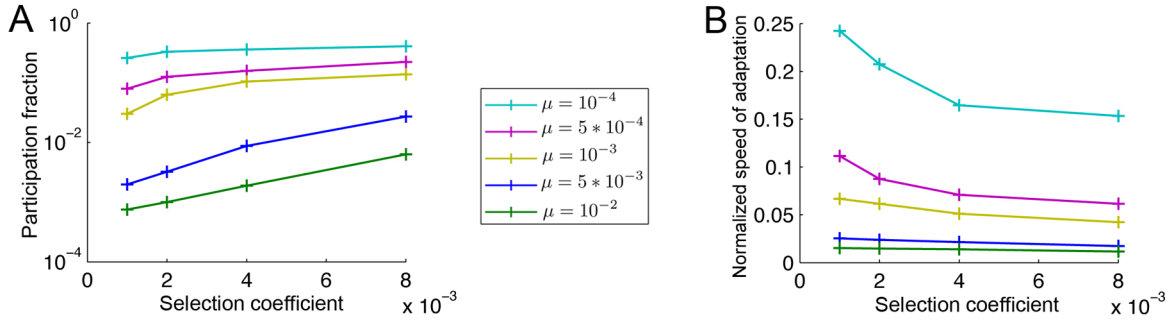 A
Participation fraction
10^0
10^-2
10^-4
0 2 4 6 8
x 10^-3
Selection coefficient
μ = 10^-4
μ = 5 * 10^-4
μ = 10^-3
μ = 5 * 10^-3
μ = 10^-2
B
Normalized speed of adaptation
0.25
0.2
0.15
0.1
0.05
0
0 2 4 6 8
x 10^-3
Selection coefficient